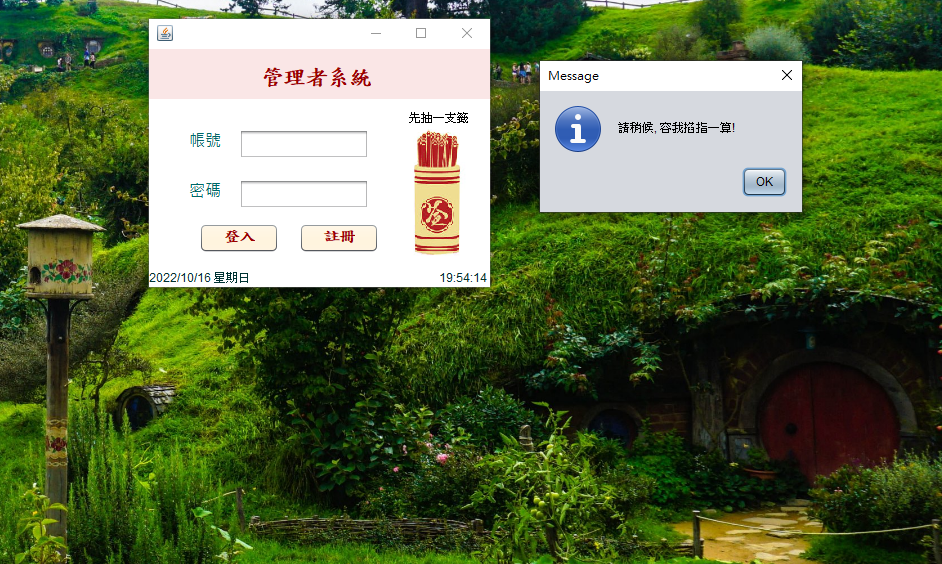 管理者系統
先抽一支籤
帳號
密碼
登入
註冊
2022/10/16 星期日
19:54:14
Message
請稍候, 容我掐指一算!
OK